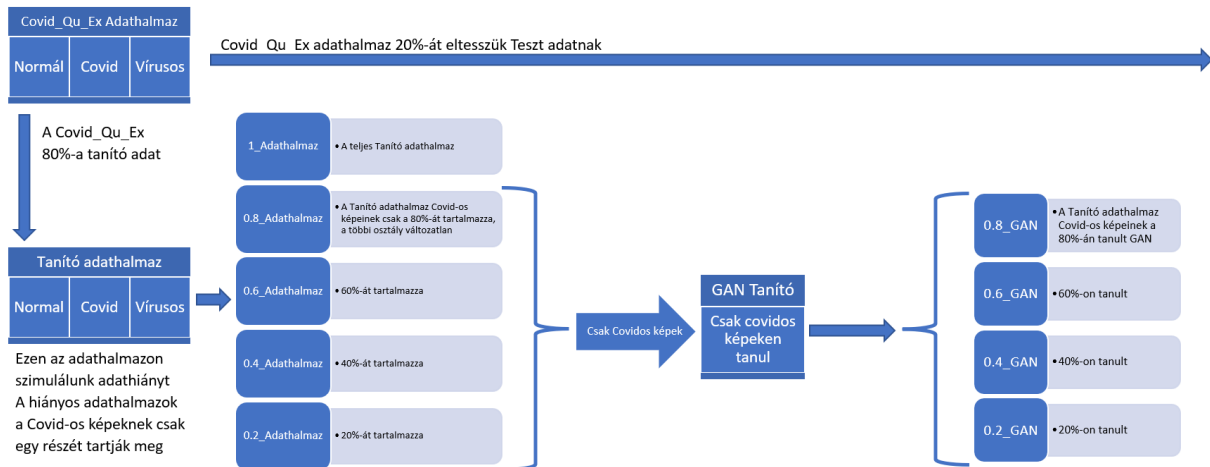 Covid_Qu_Ex Adathalmaz
Normál Covid Vírusos
Covid_Qu_Ex adathalmaz 20%-át eltesszük Teszt adatnak
A Covid_Qu_Ex
80%-a tanító adat
Tanító adathalmaz
Normal Covid Vírusos
Ezen az adathalmazon
szimulálunk adathiányt
A hiányos adathalmazok
a Covid-os képeknek csak
egy részét tartják meg
1_Adathalmaz
• A teljes Tanító adathalmaz
0.8_Adathalmaz
• A Tanító adathalmaz Covid-os
képeinek csak a 80%-át tartalmazza,
a többi osztály változatlan
0.6_Adathalmaz
• 60%-át tartalmazza
0.4_Adathalmaz
• 40%-át tartalmazza
0.2_Adathalmaz
• 20%-át tartalmazza
Csak Covidos képek
GAN Tanító
Csak covidos
képeken
tanul
0.8_GAN
• A Tanító adathalmaz
Covid-os képeinek a
80%-án tanult GAN
0.6_GAN
• 60%-on tanult
0.4_GAN
• 40%-on tanult
0.2_GAN
• 20%-on tanult